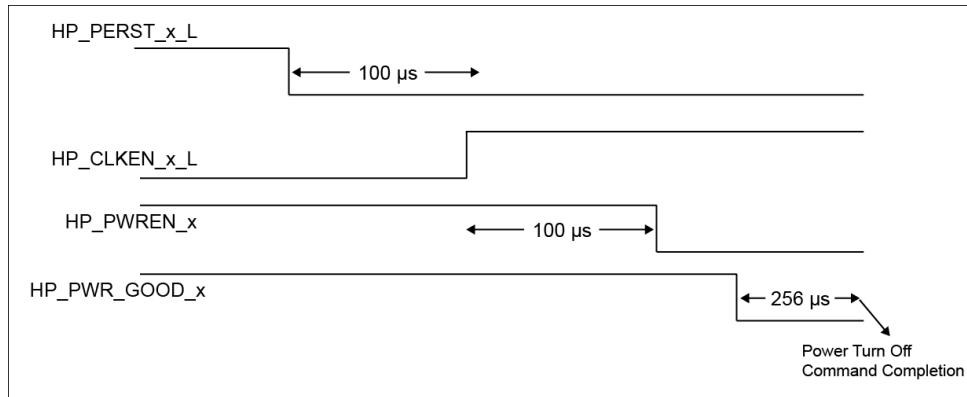 HP_PERST_x_L
100 µs
HP_CLKEN_x_L
HP_PWREN_x
100 µs
HP_PWR_GOOD_x
256 µs
Power Turn Off
Command Completion